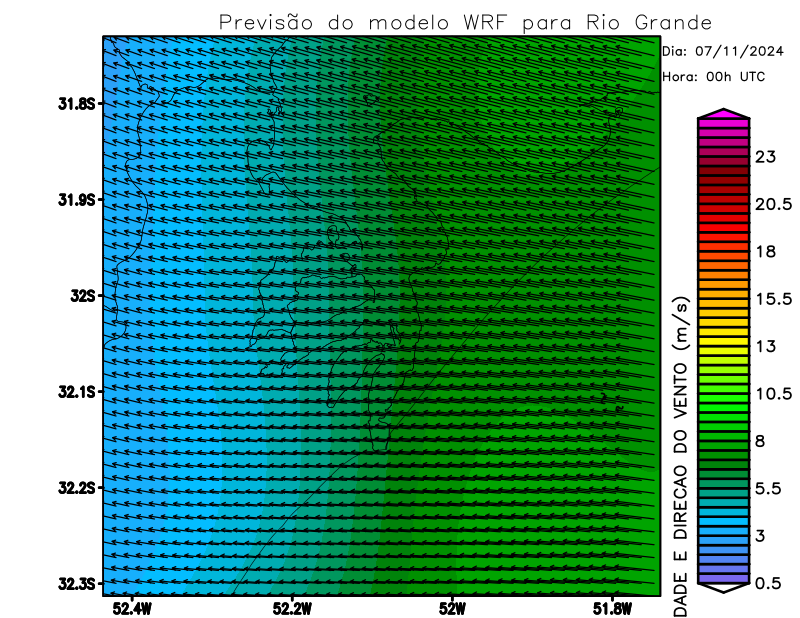 Previsão do modelo WRF para Rio Grande
Dia: 07/11/2024
Hora: 00h UTC
31.8S
31.9S
32S
32.1S
32.2S
32.3S
52.4W
52.2W
52W
51.8W
DADE E DIRECAO DO VENTO (m/s)
23
20.5
18
15.5
13
10.5
8
5.5
3
0.5